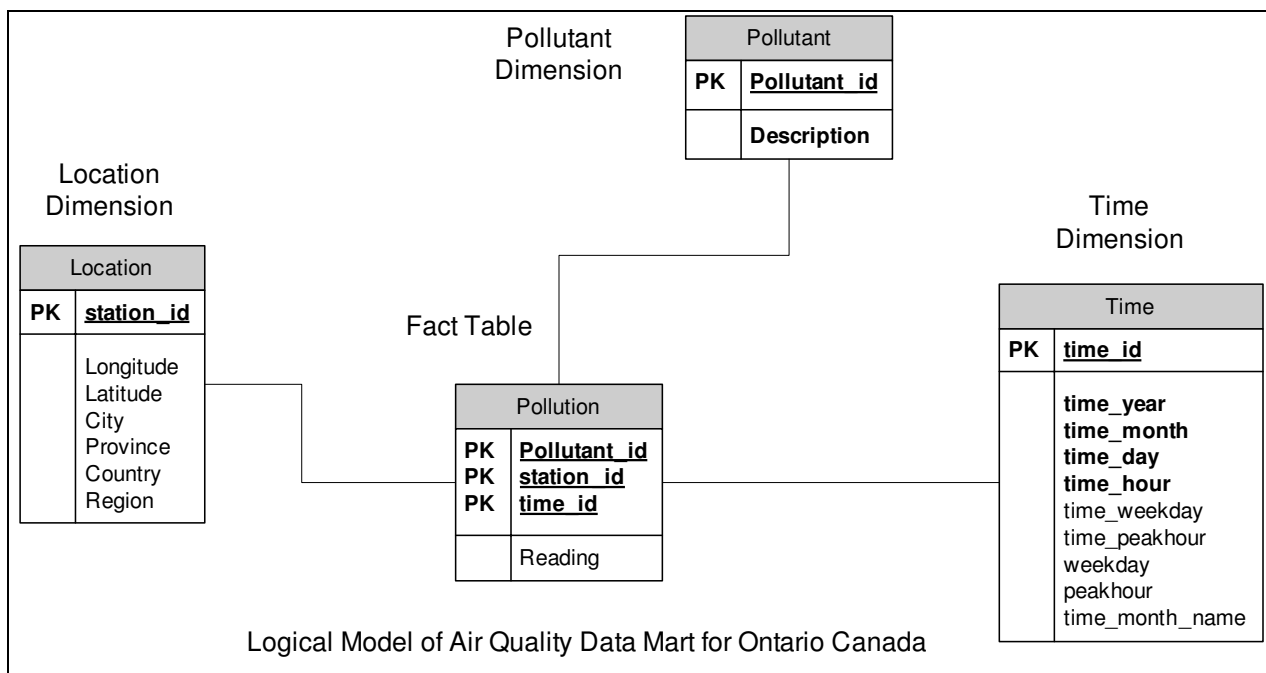 Pollutant
Dimension
Pollutant
PK Pollutant_id
Description
Location
Dimension
Location
PK station_id
Longitude
Latitude
City
Province
Country
Region
Fact Table
Pollution
PK Pollutant_id
PK station_id
PK time_id
Reading
Time
Dimension
Time
PK time_id
time_year
time_month
time_day
time_hour
time_weekday
time_peakhour
weekday
peakhour
time_month_name
Logical Model of Air Quality Data Mart for Ontario Canada